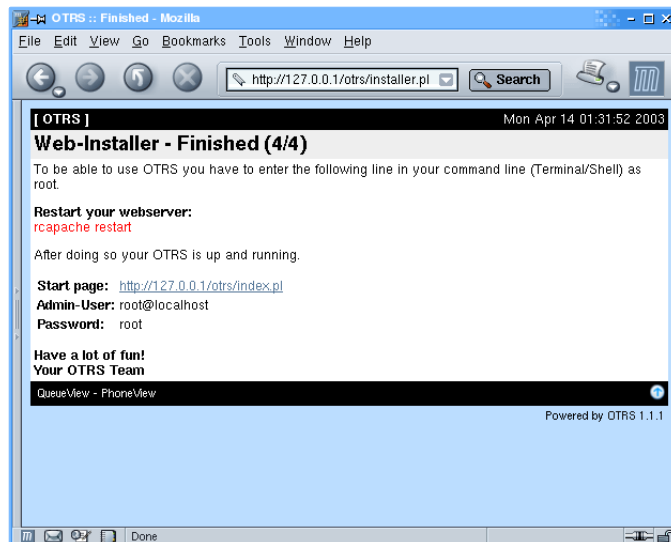 OTRS :: Finished - Mozilla
File Edit View Go Bookmarks Tools Window Help
http://127.0.0.1/otrs/installer.pl Search
[ OTRS ] Mon Apr 14 01:31:52 2003
Web-Installer - Finished (4/4)
To be able to use OTRS you have to enter the following line in your command line (Terminal/Shell) as
root.
Restart your webserver:
rcapache restart
After doing so your OTRS is up and running.
Start page: http://127.0.0.1/otrs/index.pl
Admin-User: root@localhost
Password: root
Have a lot of fun!
Your OTRS Team
QueueView - PhoneView
Powered by OTRS 1.1.1
Done